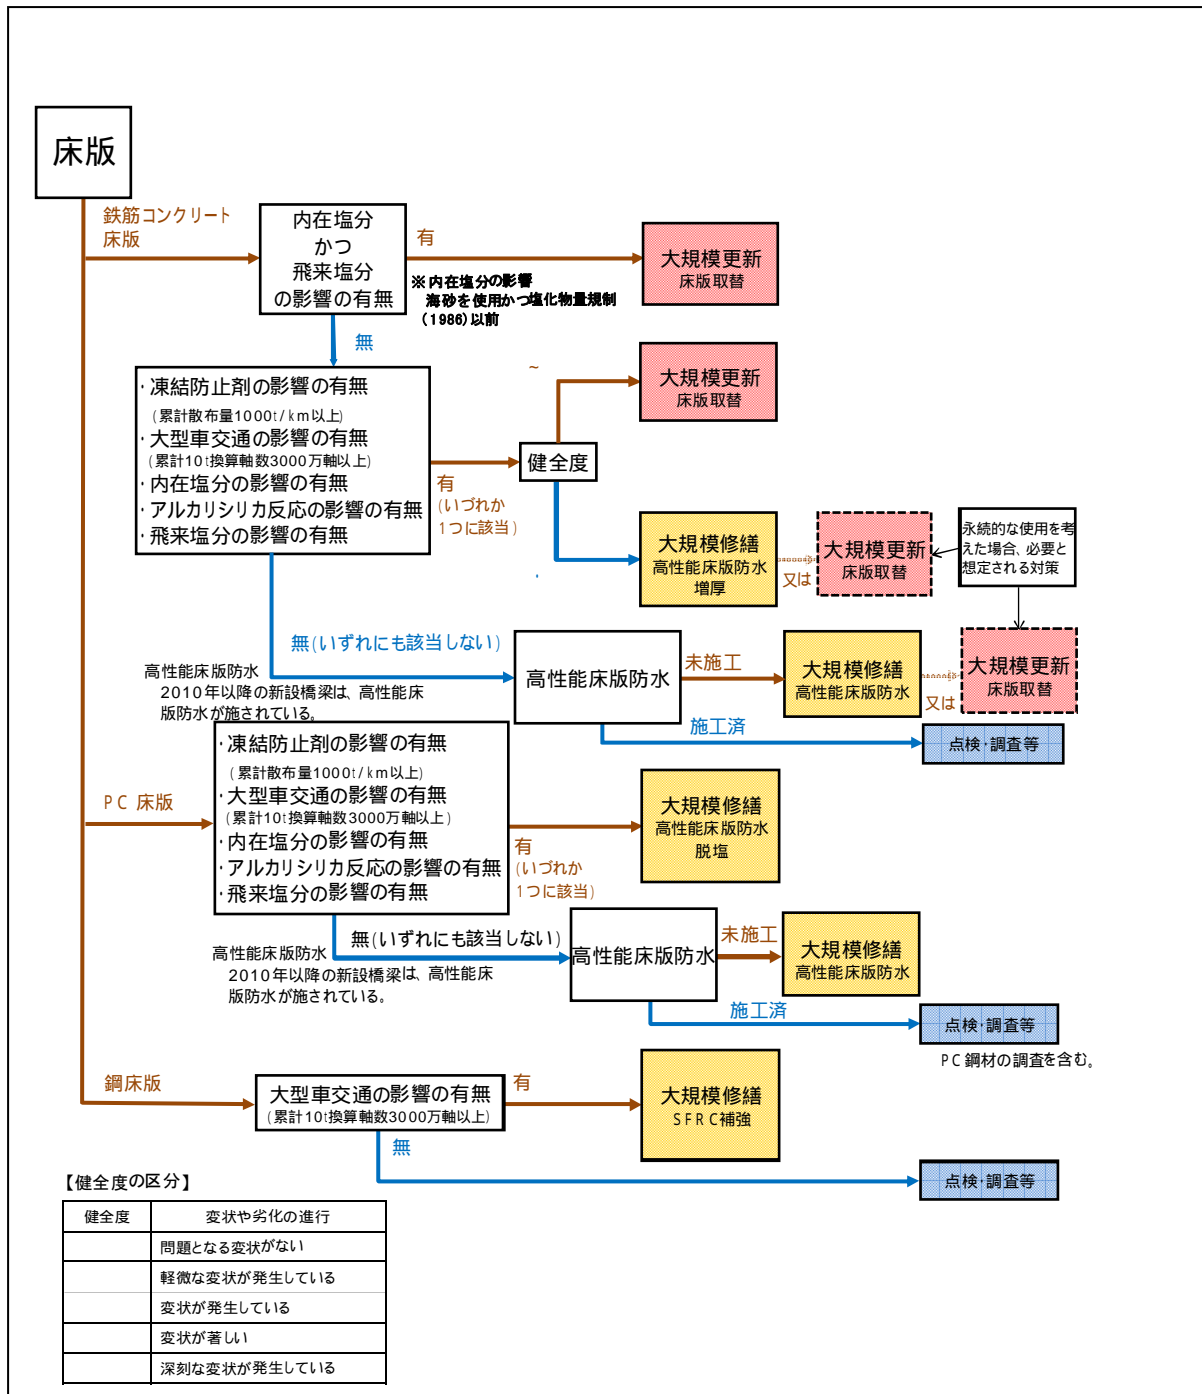 床版
鉄筋コンクリート
床版
内在塩分
かつ
飛来塩分
の影響の有無
有
※内在塩分の影響
海砂を使用かつ塩化物量規制
(1986)以前
大規模更新
床版取替
無
・凍結防止剤の影響の有無
(累計散布量1000t/km以上)
・大型車交通の影響の有無
(累計10t換算軸数3000万軸以上)
・内在塩分の影響の有無
・アルカリシリカ反応の影響の有無
・飛来塩分の影響の有無
有
(いづれか
1つに該当)
~
健全度
大規模更新
床版取替
大規模修繕
高性能床版防水
増厚
又は
大規模更新
床版取替
永続的な使用を考
えた場合、必要と
想定される対策
無(いずれにも該当しない)
高性能床版防水
2010年以降の新設橋梁は、高性能床
版防水が施されている。
高性能床版防水
未施工
大規模修繕
高性能床版防水
又は
大規模更新
床版取替
施工済
点検・調査等
PC 床版
・凍結防止剤の影響の有無
(累計散布量1000t/km以上)
・大型車交通の影響の有無
(累計10t換算軸数3000万軸以上)
・内在塩分の影響の有無
・アルカリシリカ反応の影響の有無
・飛来塩分の影響の有無
有
(いづれか
1つに該当)
大規模修繕
高性能床版防水
脱塩
無(いずれにも該当しない)
高性能床版防水
2010年以降の新設橋梁は、高性能床
版防水が施されている。
高性能床版防水
未施工
大規模修繕
高性能床版防水
施工済
点検・調査等
PC鋼材の調査を含む。
鋼床版
大型車交通の影響の有無
(累計10t換算軸数3000万軸以上)
有
大規模修繕
SFRC補強
無
点検・調査等
【健全度の区分】
健全度 変状や劣化の進行
問題となる変状がない
軽微な変状が発生している
変状が発生している
変状が著しい
深刻な変状が発生している